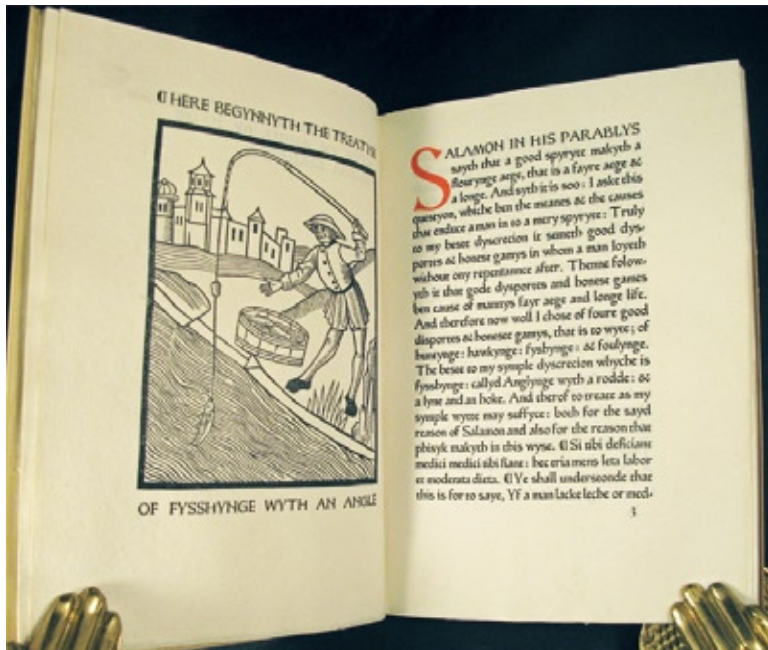 ❡ HERE BEGYNNYTH THE TREATYSE
OF FYSSHYNGE WYTH AN ANGLE
SALAMON IN HIS PARABLYS
sayth that a good spyryte makyth a
flourynge aege, that is a fayre aege &
a longe. And syth it is soo: I aske this
questyon, whiche ben the meanes & the causes
that enduce a man in to a mery spyryte: Truly
to my beste dyscrecion it semeth good dys-
portes & honest gamys in whom a man Ioyeth
without ony repentannce after. Thenne folow-
yth it that gode dysportes and honest games
ben cause of mannys fayr aege and longe life.
And therefore now woll I chose of foure good
disportes & honeste gamys, that is to wyte; of
huntynge: hawkynge: fyshynge: & foulynge.
The beste to my symple dyscrecion whyche is
fysshynge: callyd Anglynge wyth a rodde: &
a lyne and an hoke. And therof to treate as my
symple wytte may suffyce: both for the sayd
reason of Salamon and also for the reason that
phisyk makyth in this wyse. ❡ Si tibi deficiant
medici medici tibi fiant: hec tria mens leta labor
et moderata dieta. ❡ Ye shall understonde that
this is for to saye, Yf a man lacke leche or med-
3